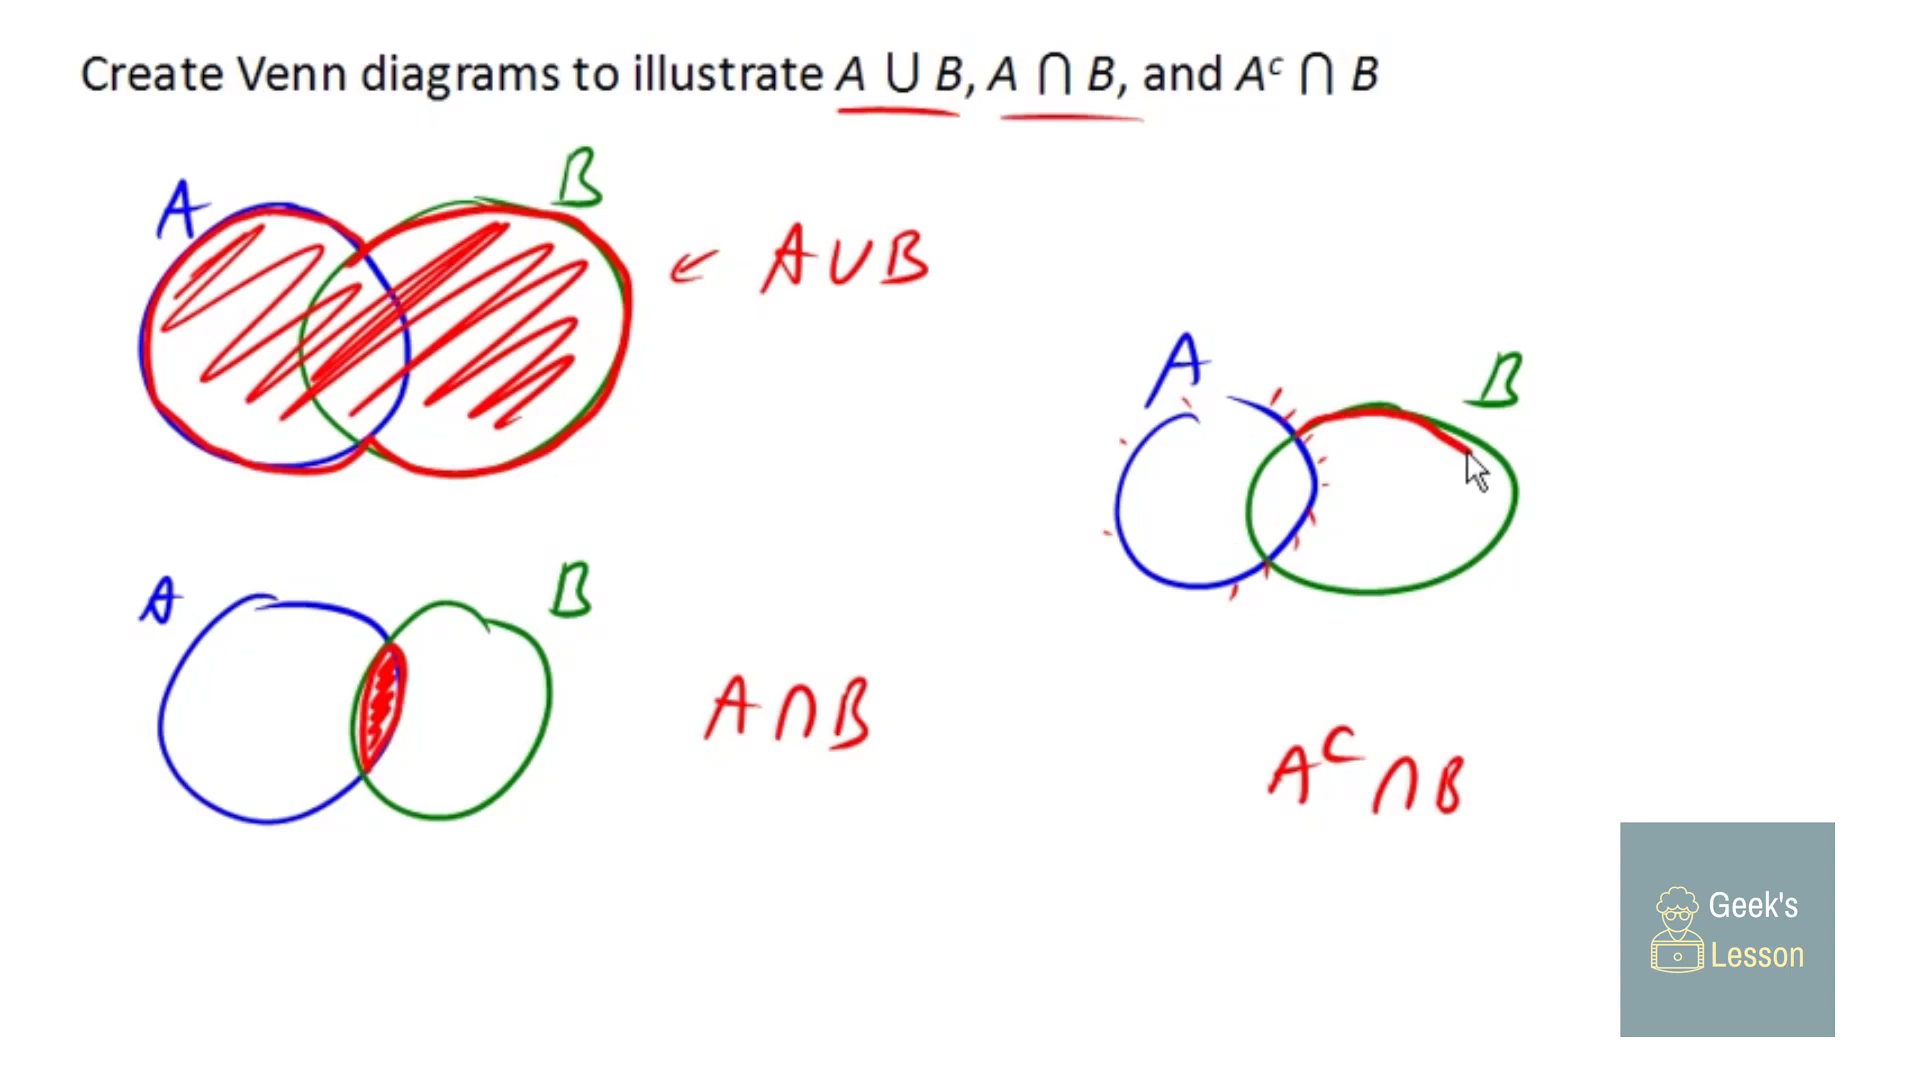 Create Venn diagrams to illustrate A ⋃ B, A ⋂ B, and Aᶜ ⋂ B
A
B
A∪B
A
B
A
B
A∩B
Aᶜ∩B
Geek's
Lesson